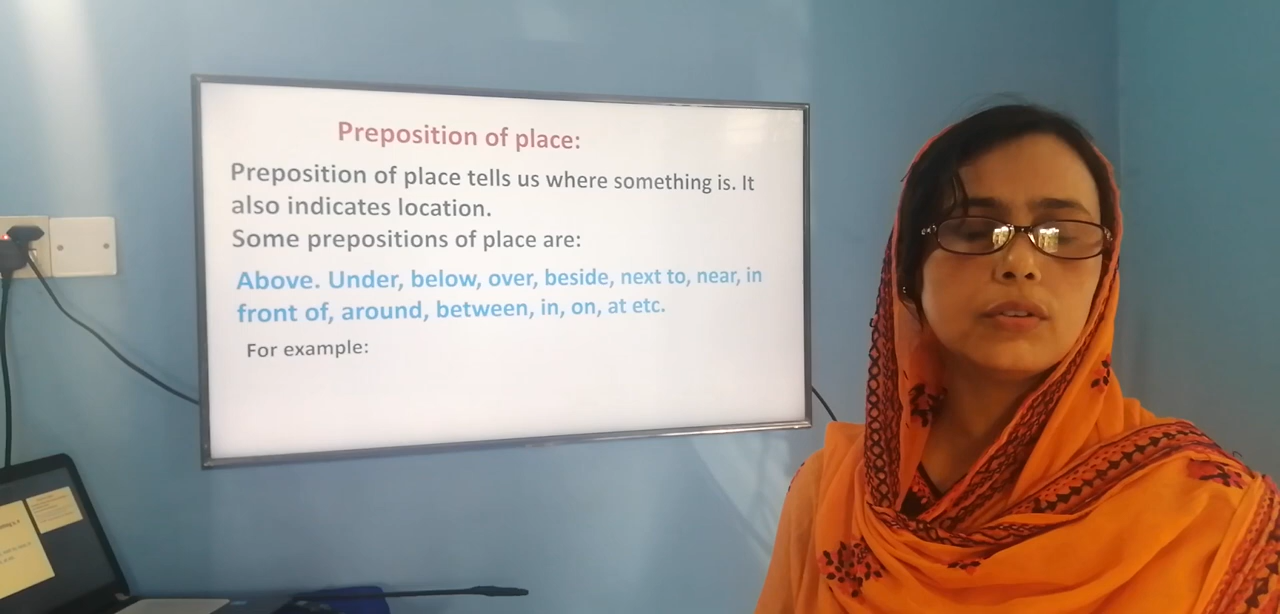 Preposition of place:
Preposition of place tells us where something is. It
also indicates location.
Some prepositions of place are:
Above. Under, below, over, beside, next to, near, in
front of, around, between, in, on, at etc.
For example: